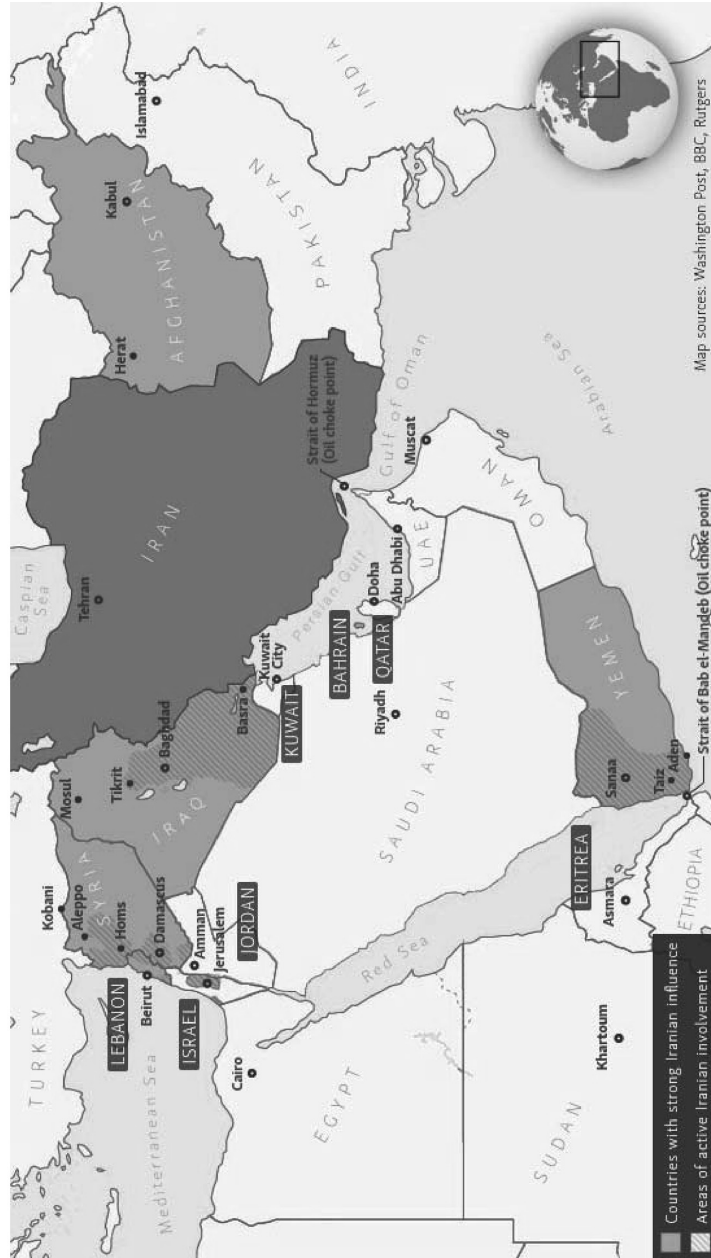 TURKEY
Caspian
Sea
Kobani
Aleppo
Mosul
SYRIA
Homs
Tikrit
Tehran
Herat
Kabul
Islamabad
LEBANON
Beirut
Damascus
Baghdad
IRAQ
IRAN
AFGHANISTAN
Mediterranean Sea
ISRAEL
Amman
Jerusalem
JORDAN
Basra
Kuwait
City
KUWAIT
PAKISTAN
INDIA
Cairo
Persian Gulf
Strait of Hormuz
(Oil choke point)
EGYPT
BAHRAIN
QATAR
Doha
Abu Dhabi
UAE
Gulf of Oman
Muscat
Riyadh
SAUDI ARABIA
OMAN
Red Sea
Arabian Sea
SUDAN
Khartoum
ERITREA
Asmara
Sanaa
YEMEN
Taiz
Aden
ETHIOPIA
Strait of Bab el-Mandeb (Oil choke point)
Countries with strong Iranian influence
Areas of active Iranian involvement
Map sources: Washington Post, BBC, Rutgers